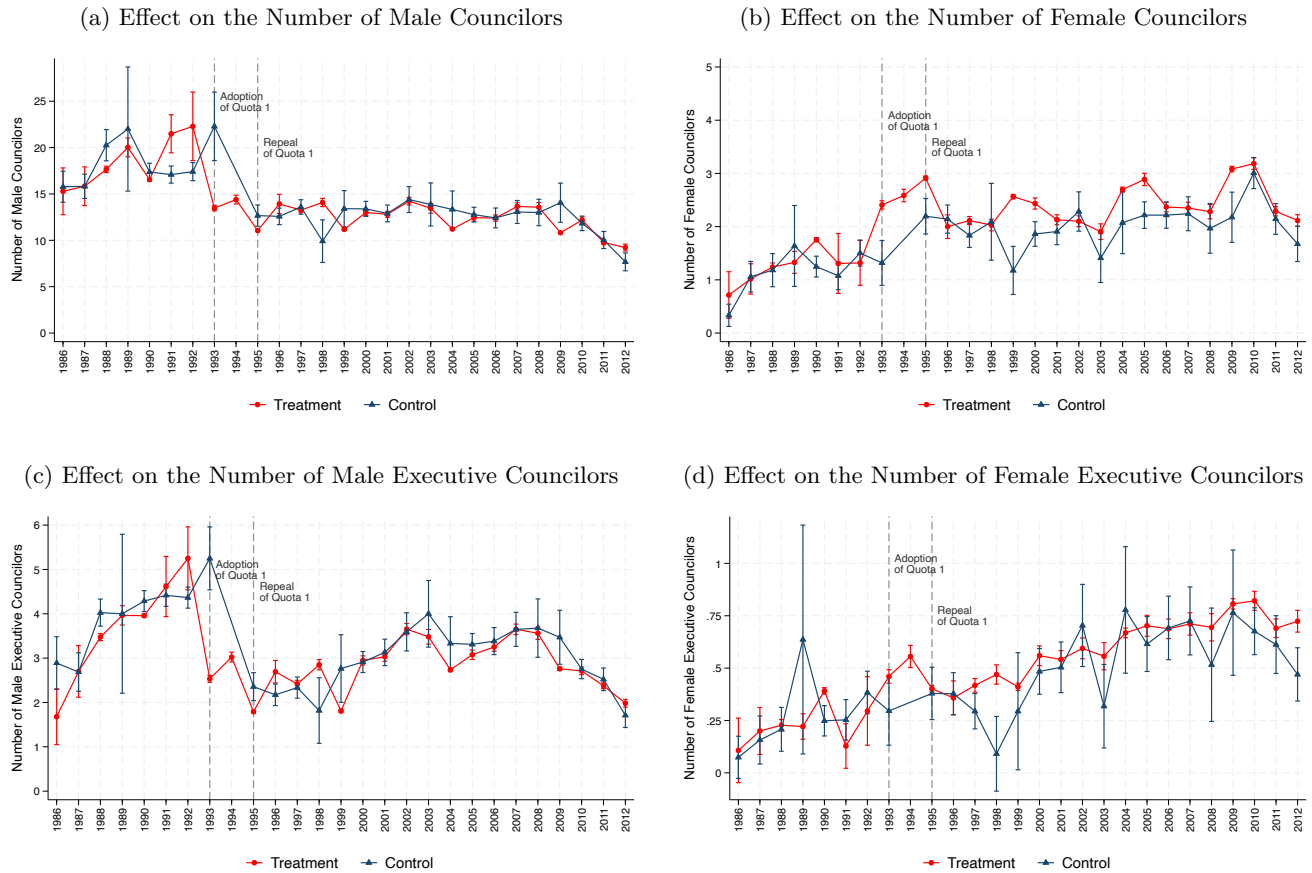 (a) Effect on the Number of Male Councilors
Number of Male Councilors
25
20
15
10
5
0
Adoption
of Quota 1
Repeal
of Quota 1
1986 1987 1988 1989 1990 1991 1992 1993 1994 1995 1996 1997 1998 1999 2000 2001 2002 2003 2004 2005 2006 2007 2008 2009 2010 2011 2012
Treatment Control
(b) Effect on the Number of Female Councilors
Number of Female Councilors
5
4
3
2
1
0
Adoption
of Quota 1
Repeal
of Quota 1
1986 1987 1988 1989 1990 1991 1992 1993 1994 1995 1996 1997 1998 1999 2000 2001 2002 2003 2004 2005 2006 2007 2008 2009 2010 2011 2012
Treatment Control
(c) Effect on the Number of Male Executive Councilors
Number of Male Executive Councilors
6
5
4
3
2
1
0
Adoption
of Quota 1
Repeal
of Quota 1
1986 1987 1988 1989 1990 1991 1992 1993 1994 1995 1996 1997 1998 1999 2000 2001 2002 2003 2004 2005 2006 2007 2008 2009 2010 2011 2012
Treatment Control
(d) Effect on the Number of Female Executive Councilors
Number of Female Executive Councilors
1
.75
.5
.25
0
Adoption
of Quota 1
Repeal
of Quota 1
1986 1987 1988 1989 1990 1991 1992 1993 1994 1995 1996 1997 1998 1999 2000 2001 2002 2003 2004 2005 2006 2007 2008 2009 2010 2011 2012
Treatment Control